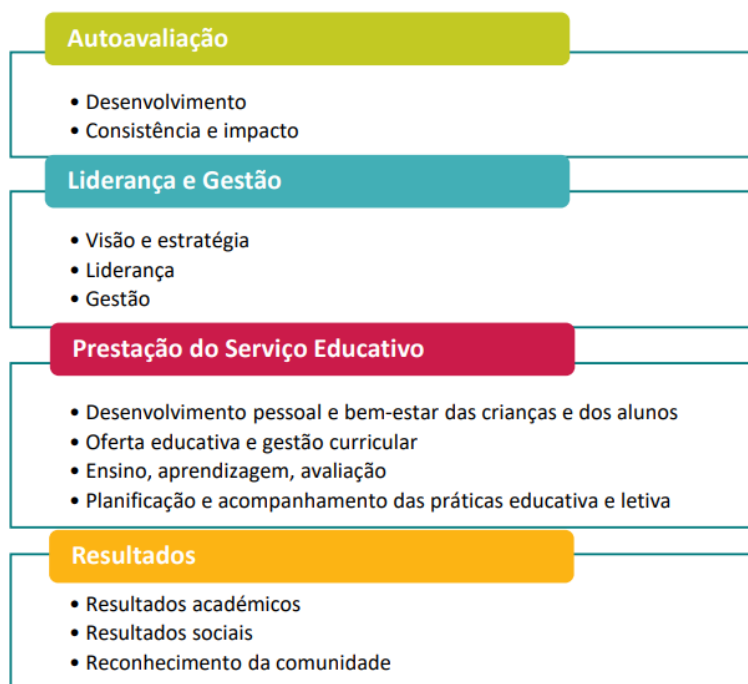 Autoavaliação
• Desenvolvimento
• Consistência e impacto
Liderança e Gestão
• Visão e estratégia
• Liderança
• Gestão
Prestação do Serviço Educativo
• Desenvolvimento pessoal e bem-estar das crianças e dos alunos
• Oferta educativa e gestão curricular
• Ensino, aprendizagem, avaliação
• Planificação e acompanhamento das práticas educativa e letiva
Resultados
• Resultados académicos
• Resultados sociais
• Reconhecimento da comunidade